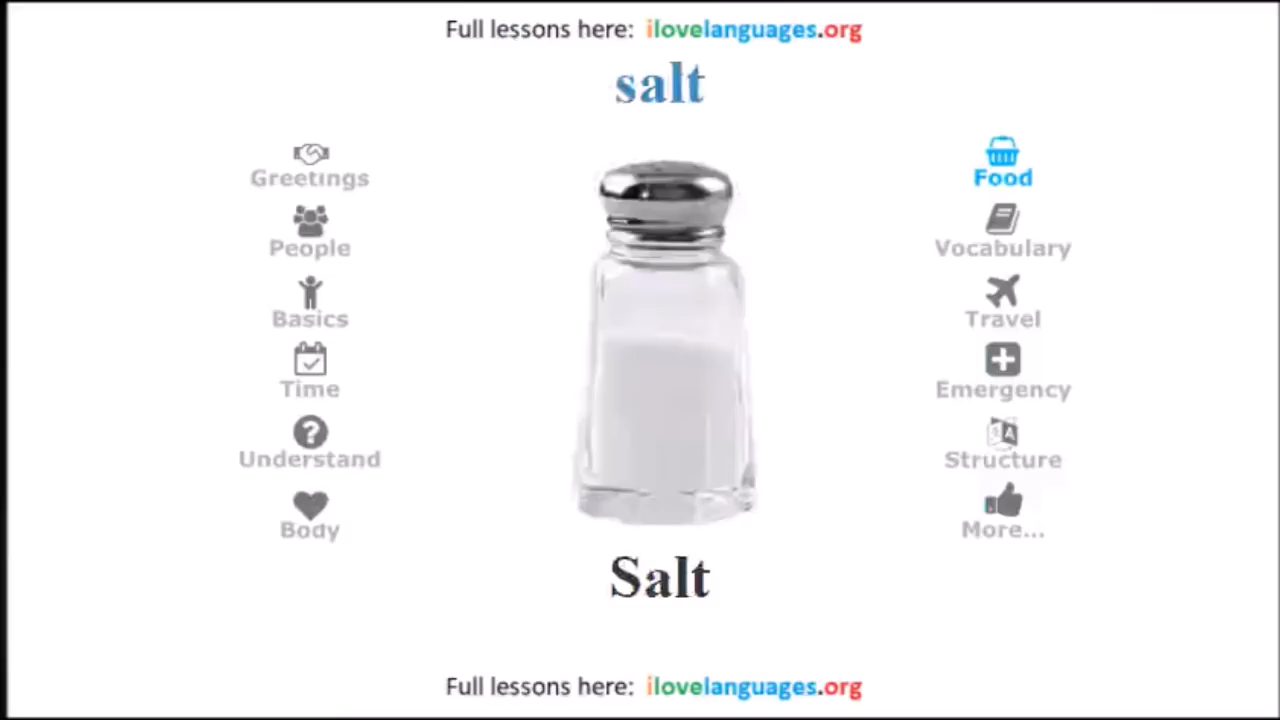 Full lessons here: ilovelanguages.org
salt
Greetings
People
Basics
Time
Understand
Body
Food
Vocabulary
Travel
Emergency
Structure
More...
Salt
Full lessons here: ilovelanguages.org